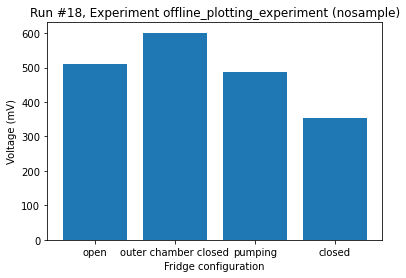 Run #18, Experiment offline_plotting_experiment (nosample)
600
500
400
300
200
100
0
Voltage (mV)
open outer chamber closed pumping closed
Fridge configuration